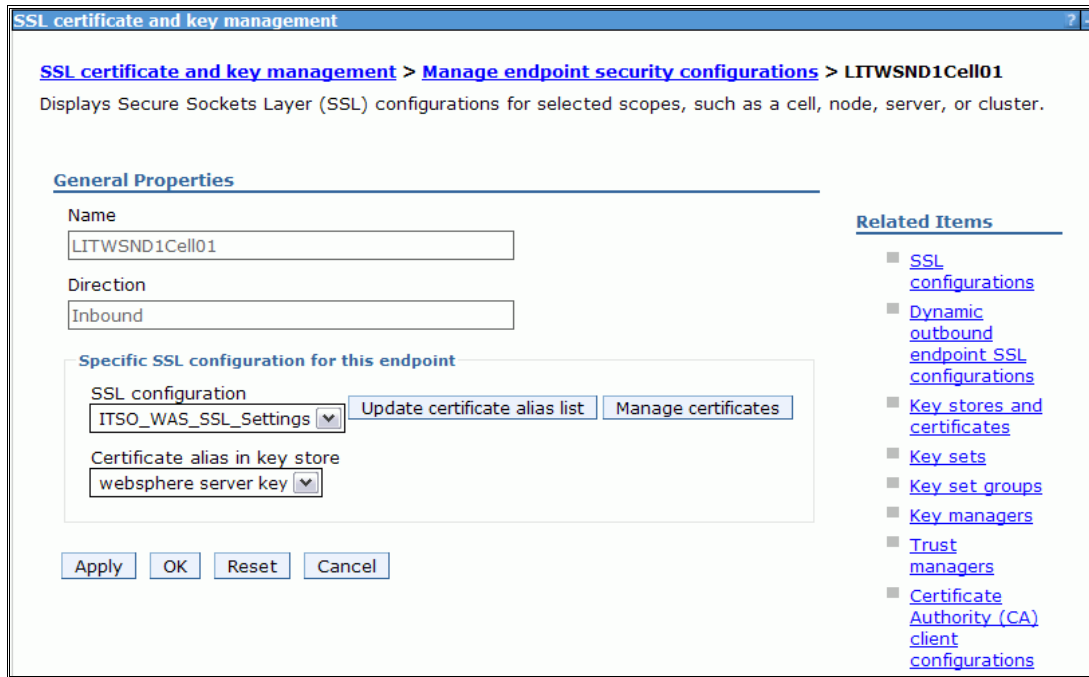 SSL certificate and key management ? -
SSL certificate and key management > Manage endpoint security configurations > LITWSND1Cell01
Displays Secure Sockets Layer (SSL) configurations for selected scopes, such as a cell, node, server, or cluster.
General Properties
Name
LITWSND1Cell01
Direction
Inbound
Specific SSL configuration for this endpoint
SSL configuration
ITSO_WAS_SSL_Settings Update certificate alias list Manage certificates
Certificate alias in key store
websphere server key
Apply OK Reset Cancel
Related Items
SSL
configurations
Dynamic
outbound
endpoint SSL
configurations
Key stores and
certificates
Key sets
Key set groups
Key managers
Trust
managers
Certificate
Authority (CA)
client
configurations